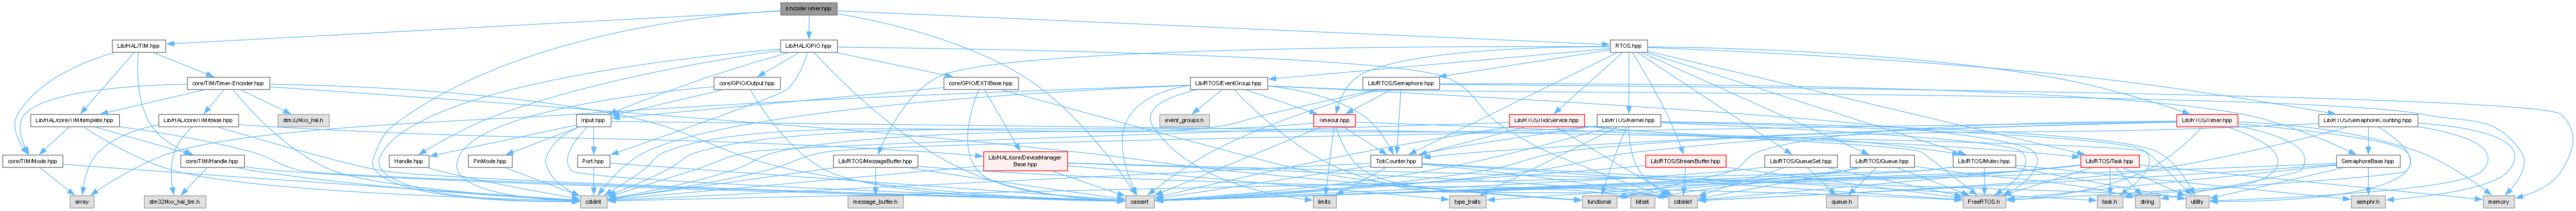 EncoderTimer.hpp
Lib/HAL/TIM.hpp
Lib/HAL/GPIO.hpp
RTOS.hpp
core/TIM/Timer-Encoder.hpp
core/GPIO/Output.hpp
core/GPIO/EXTIBase.hpp
Lib/RTOS/EventGroup.hpp
Lib/RTOS/Semaphore.hpp
Lib/HAL/core/TIM/template.hpp
Lib/HAL/core/TIM/base.hpp
stm32f4xx_hal.h
Input.hpp
event_groups.h
Timeout.hpp
Lib/RTOS/TickService.hpp
Lib/RTOS/Kernel.hpp
Lib/RTOS/Timer.hpp
Lib/RTOS/SemaphoreCounting.hpp
core/TIM/Mode.hpp
core/TIM/Handle.hpp
Handle.hpp
PinMode.hpp
Port.hpp
Lib/RTOS/MessageBuffer.hpp
Lib/HAL/core/DeviceManager
Base.hpp
TickCounter.hpp
Lib/RTOS/StreamBuffer.hpp
Lib/RTOS/QueueSet.hpp
Lib/RTOS/Queue.hpp
Lib/RTOS/Mutex.hpp
Lib/RTOS/Task.hpp
SemaphoreBase.hpp
array
stm32f4xx_hal_tim.h
cstdint
message_buffer.h
cassert
limits
type_traits
functional
bitset
cstddef
queue.h
FreeRTOS.h
task.h
string
utility
semphr.h
memory